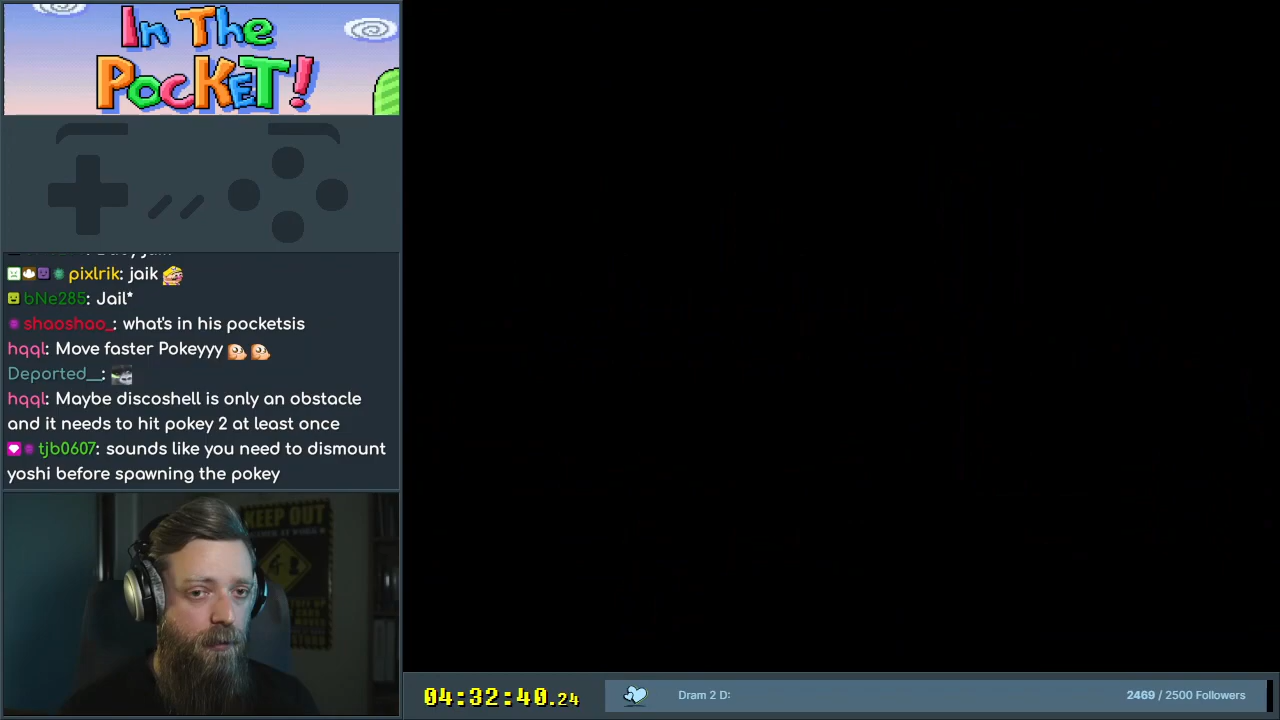 In The
Pocket!
pixlrik: jaik
bNe285: Jail*
shaoshao_: what's in his pocketsis
hqql: Move faster Pokeyyy
Deported__:
hqql: Maybe discoshell is only an obstacle
and it needs to hit pokey 2 at least once
tjb0607: sounds like you need to dismount
yoshi before spawning the pokey
KEEP OUT
04:32:40.24
Dram 2 D:
2469 / 2500 Followers